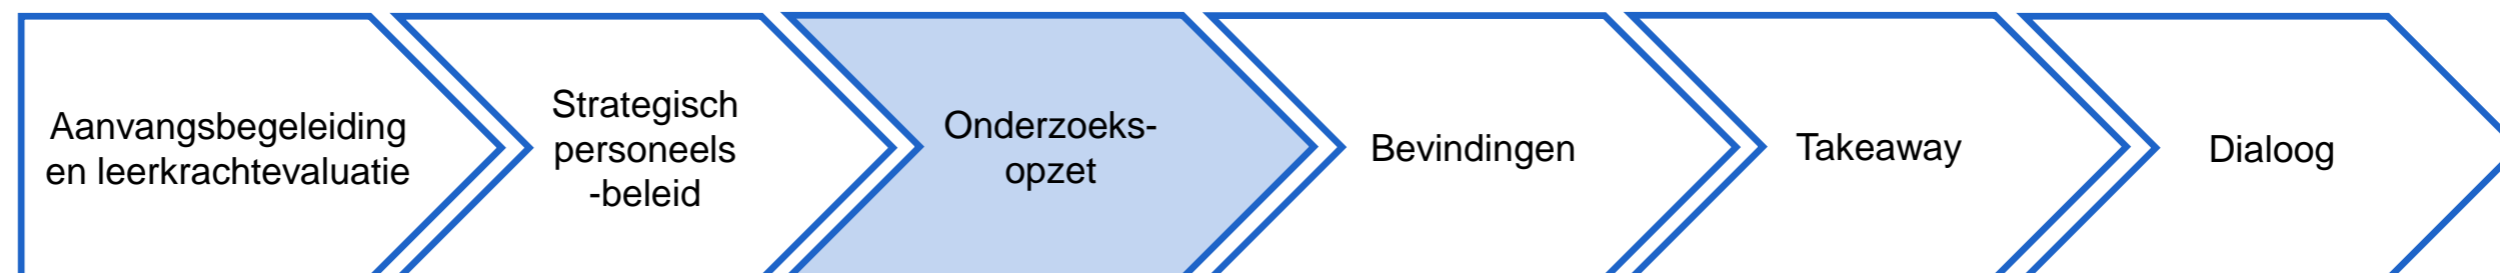 Aanvangsbegeleiding
en leerkrachtevaluatie
Strategisch
personeels
-beleid
Onderzoeks-
opzet
Bevindingen
Takeaway
Dialoog